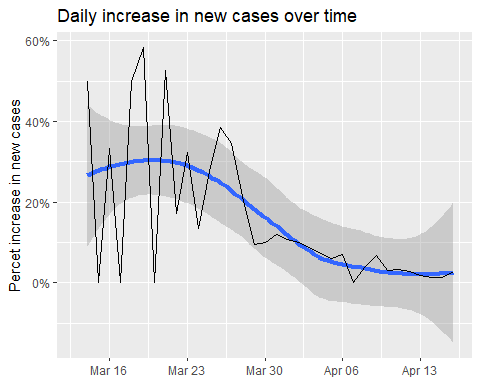 Daily increase in new cases over time
Percet increase in new cases
60%
40%
20%
0%
Mar 16
Mar 23
Mar 30
Apr 06
Apr 13